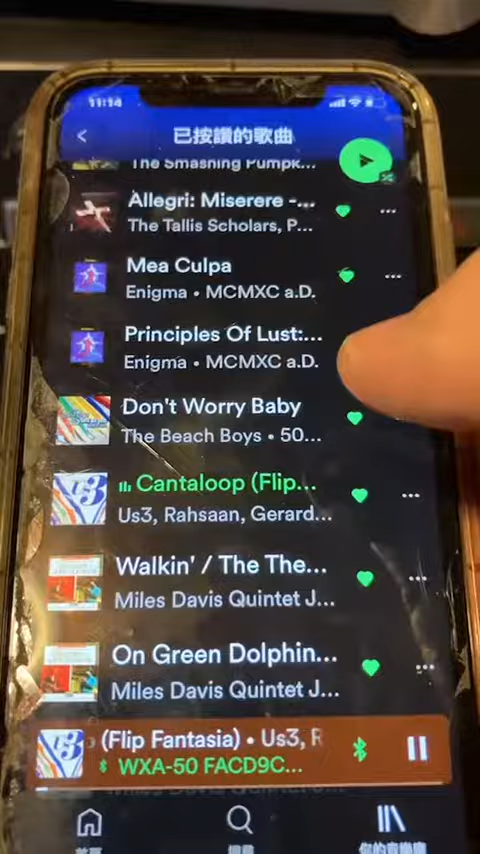 11:14
已按讚的歌曲
The Smashing Pumpk...
Allegri: Miserere -...
The Tallis Scholars, P...
Mea Culpa
Enigma • MCMXC a.D.
Principles Of Lust:...
Enigma • MCMXC a.D.
Don't Worry Baby
The Beach Boys • 50...
Cantaloop (Flip...
Us3, Rahsaan, Gerard...
Walkin' / The The...
Miles Davis Quintet J...
On Green Dolphin...
Miles Davis Quintet J...
(Flip Fantasia) • Us3, R
WXA-50 FACD9C...